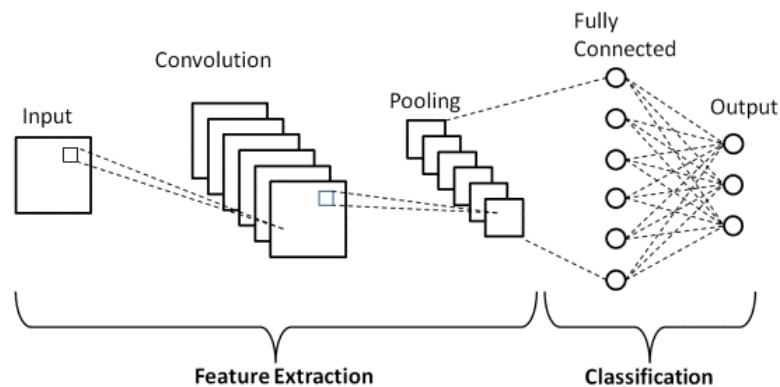 Input
Convolution
Pooling
Fully
Connected
Output
Feature Extraction
Classification